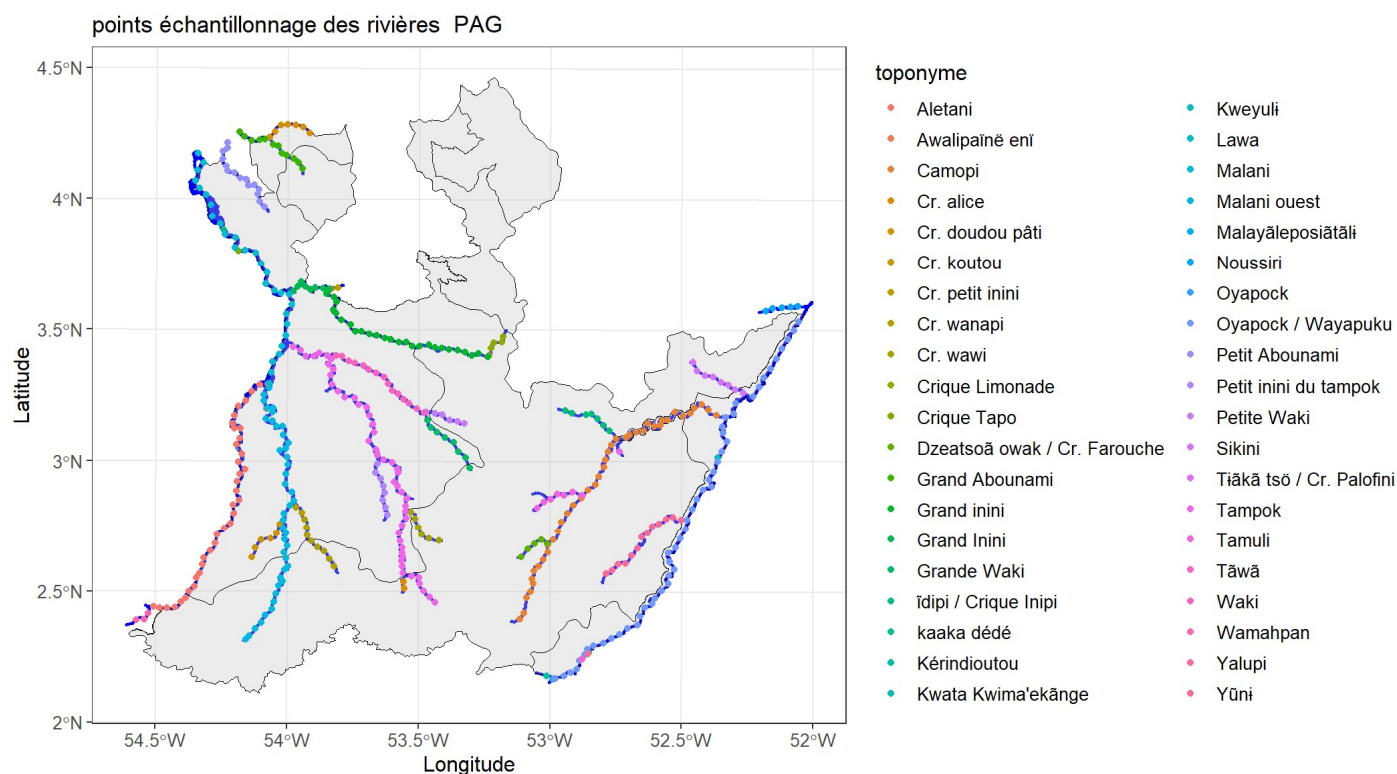 points échantillonnage des rivières  PAG
4.5°N
4°N
3.5°N
3°N
2.5°N
2°N
Latitude
54.5°W
54°W
53.5°W
53°W
52.5°W
52°W
Longitude
toponyme
Aletani
Awalipaïnë enï
Camopi
Cr. alice
Cr. doudou pâti
Cr. koutou
Cr. petit inini
Cr. wanapi
Cr. wawi
Crique Limonade
Crique Tapo
Dzeatsoã owak / Cr. Farouche
Grand Abounami
Grand inini
Grand Inini
Grande Waki
ĩdipi / Crique Inipi
kaaka dédé
Kérindioutou
Kwata Kwima'ekãnge
Kweyulɨ
Lawa
Malani
Malani ouest
Malayãleposiãtãlɨ
Noussiri
Oyapock
Oyapock / Wayapuku
Petit Abounami
Petit inini du tampok
Petite Waki
Sikini
Tɨãkã tsö / Cr. Palofini
Tampok
Tamuli
Tãwã
Waki
Wamahpan
Yalupi
Yũnɨ